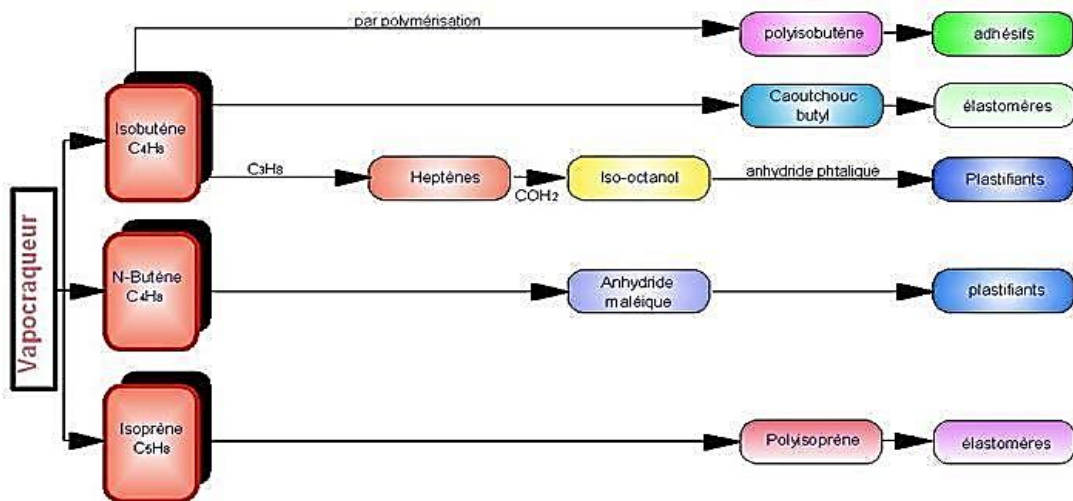 par polymérisation
polyisobutène
adhésifs
Isobutène
C4H8
Caoutchouc
butyl
élastomères
C3H8
Heptènes
COH2
Iso-octanol
anhydride phtalique
Plastifiants
Vapocraqueur
N-Butène
C4H8
Anhydride
maléique
plastifiants
Isoprène
C5H8
Polyisoprène
élastomères